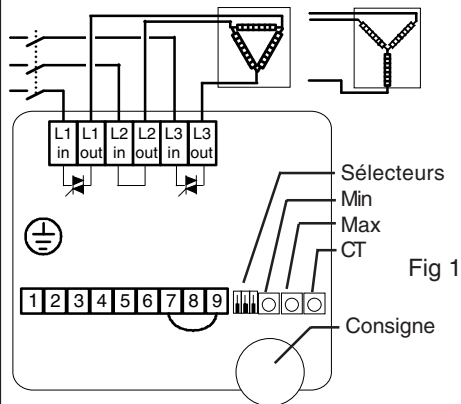 L1 L1 L2 L2 L3 L3
in out in out in out
Sélecteurs
Min
Max
CT
Fig 1
1 2 3 4 5 6 7 8 9
Consigne